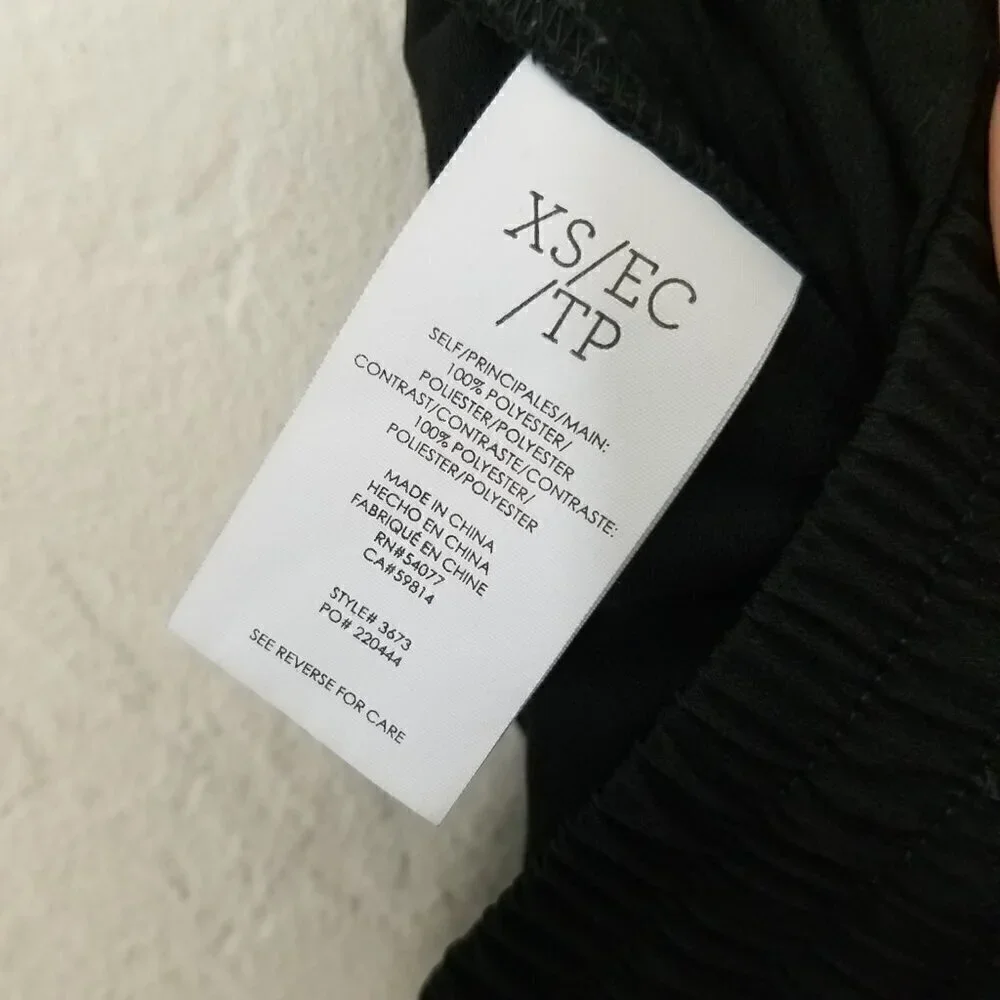 XS/EC
/TP
SELF/PRINCIPALES/MAIN:
100% POLYESTER/
POLIESTER/POLYESTER
CONTRAST/CONTRASTE/CONTRASTE:
100% POLYESTER/
POLIESTER/POLYESTER
MADE IN CHINA
HECHO EN CHINA
FABRIQUÉ EN CHINE
RN#54077
CA#59814
STYLE# 3673
PO# 220444
SEE REVERSE FOR CARE